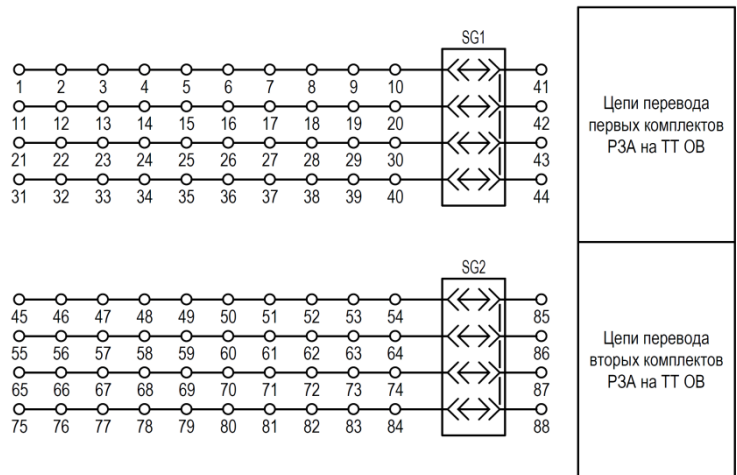 SG1
1 2 3 4 5 6 7 8 9 10 41
11 12 13 14 15 16 17 18 19 20 42
21 22 23 24 25 26 27 28 29 30 43
31 32 33 34 35 36 37 38 39 40 44
Цепи перевода
первых комплектов
РЗА на ТТ ОВ
SG2
45 46 47 48 49 50 51 52 53 54 85
55 56 57 58 59 60 61 62 63 64 86
65 66 67 68 69 70 71 72 73 74 87
75 76 77 78 79 80 81 82 83 84 88
Цепи перевода
вторых комплектов
РЗА на ТТ ОВ